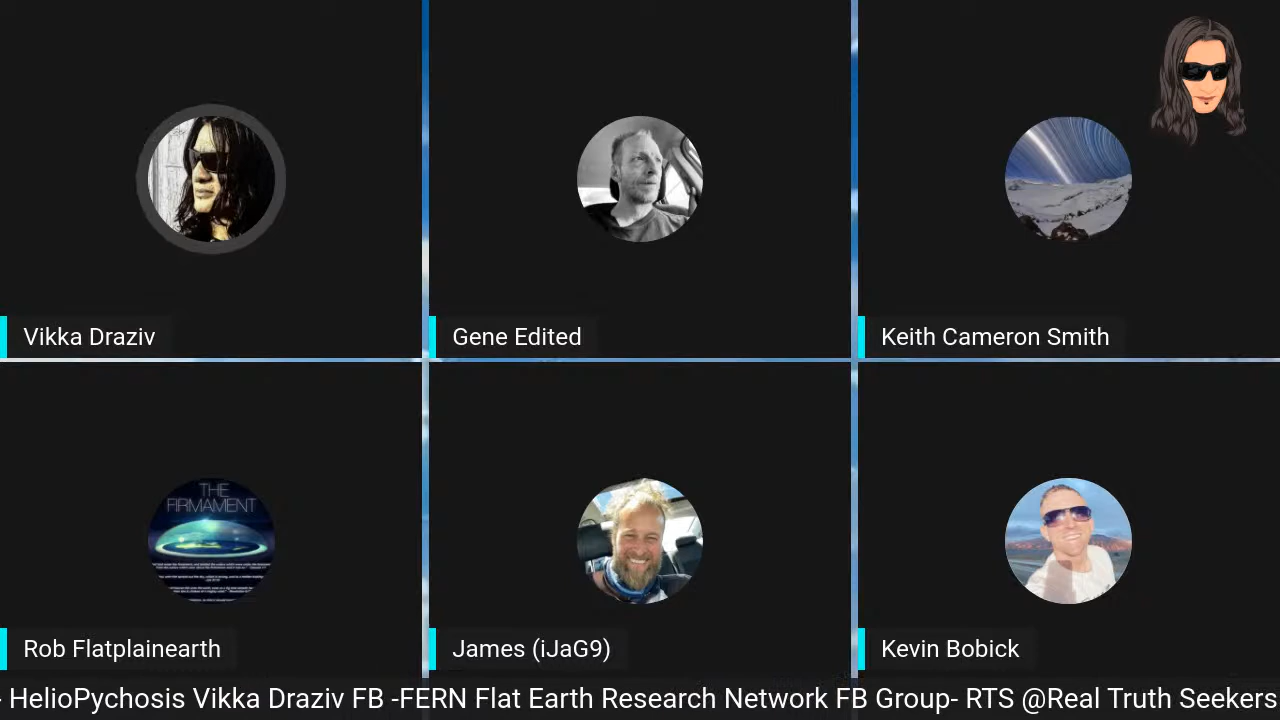 Vikka Draziv
Gene Edited
Keith Cameron Smith
THE
FIRMAMENT
Rob Flatplainearth
James (iJaG9)
Kevin Bobick
- HelioPychosis Vikka Draziv FB -FERN Flat Earth Research Network FB Group- RTS @Real Truth Seekers